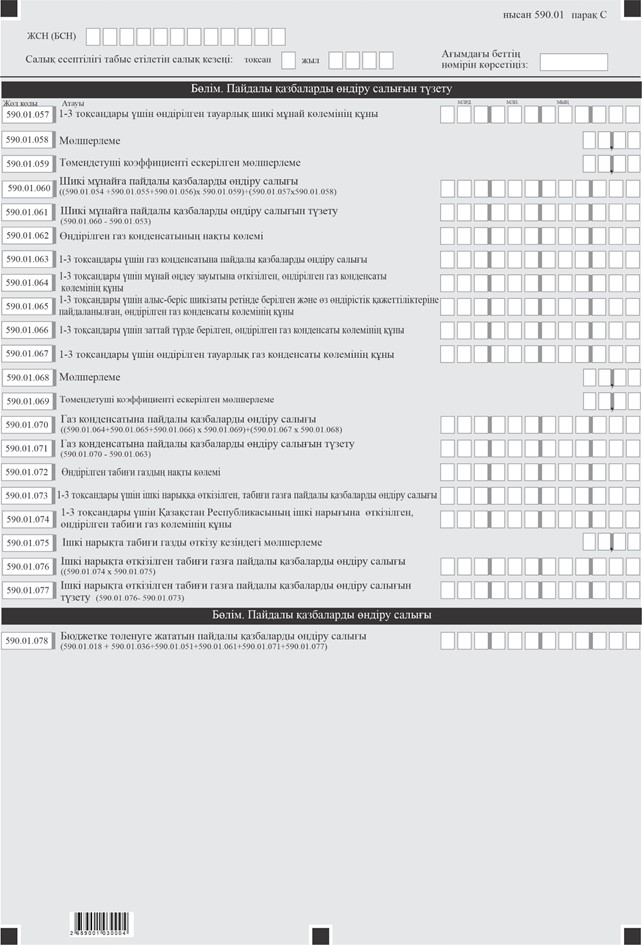 нысан 590.01 парақ С
ЖСН (БСН)
Салық есептілігі табыс етілетін салық кезеңі: тоқсан жыл
Ағымдағы беттің
нөмірін көрсетіңіз:
Бөлім. Пайдалы қазбаларды өндіру салығын түзету
Жол коды Атауы МЛРД. МЛН. МЫҢ
590.01.057 1-3 тоқсандары үшін өндірілген тауарлық шикі мұнай көлемінің құны
590.01.058 Мөлшерлеме
590.01.059 Төмендетуші коэффициенті ескерілген мөлшерлеме
590.01.060 Шикі мұнайға пайдалы қазбаларды өндіру салығы
((590.01.054 +590.01.055+590.01.056)х 590.01.059)+(590.01.057х590.01.058)
590.01.061 Шикі мұнайға пайдалы қазбаларды өндіру салығын түзету
(590.01.060 - 590.01.053)
590.01.062 Өндірілген газ конденсатының нақты көлемі
590.01.063 1-3 тоқсандары үшін газ конденсатына пайдалы қазбаларды өндіру салығы
590.01.064 1-3 тоқсандары үшін мұнай өңдеу зауытына өткізілген, өндірілген газ конденсаты
көлемінің құны
590.01.065 1-3 тоқсандары үшін алыс-беріс шикізаты ретінде берілген және өз өндірістік қажеттіліктеріне
пайдаланылған, өндірілген газ конденсаты көлемінің құны
590.01.066 1-3 тоқсандары үшін заттай түрде берілген, өндірілген газ конденсаты көлемінің құны
590.01.067 1-3 тоқсандары үшін өндірілген тауарлық газ конденсаты көлемінің құны
590.01.068 Мөлшерлеме
590.01.069 Төмендетуші коэффициенті ескерілген мөлшерлеме
590.01.070 Газ конденсатына пайдалы қазбаларды өндіру салығы
((590.01.064+590.01.065+590.01.066) х 590.01.069)+(590.01.067 х 590.01.068)
590.01.071 Газ конденсатына пайдалы қазбаларды өндіру салығын түзету
(590.01.070 - 590.01.063)
590.01.072 Өндірілген табиғи газдың нақты көлемі
590.01.073 1-3 тоқсандары үшін ішкі нарыққа өткізілген, табиғи газға пайдалы қазбаларды өндіру салығы
590.01.074 1-3 тоқсандары үшін Қазақстан Республикасының ішкі нарығына өткізілген,
өндірілген табиғи газ көлемінің құны
590.01.075 Ішкі нарықта табиғи газды өткізу кезіндегі мөлшерлеме
590.01.076 Ішкі нарықта өткізілген табиғи газға пайдалы қазбаларды өндіру салығы
((590.01.074 х 590.01.075)
590.01.077 Ішкі нарықта өткізілген табиғи газға пайдалы қазбаларды өндіру салығын
түзету (590.01.076- 590.01.073)
Бөлім. Пайдалы қазбаларды өндіру салығы
590.01.078 Бюджетке төленуге жататын пайдалы қазбаларды өндіру салығы
(590.01.018 + 590.01.036+590.01.051+590.01.061+590.01.071+590.01.077)
2 659001 030004